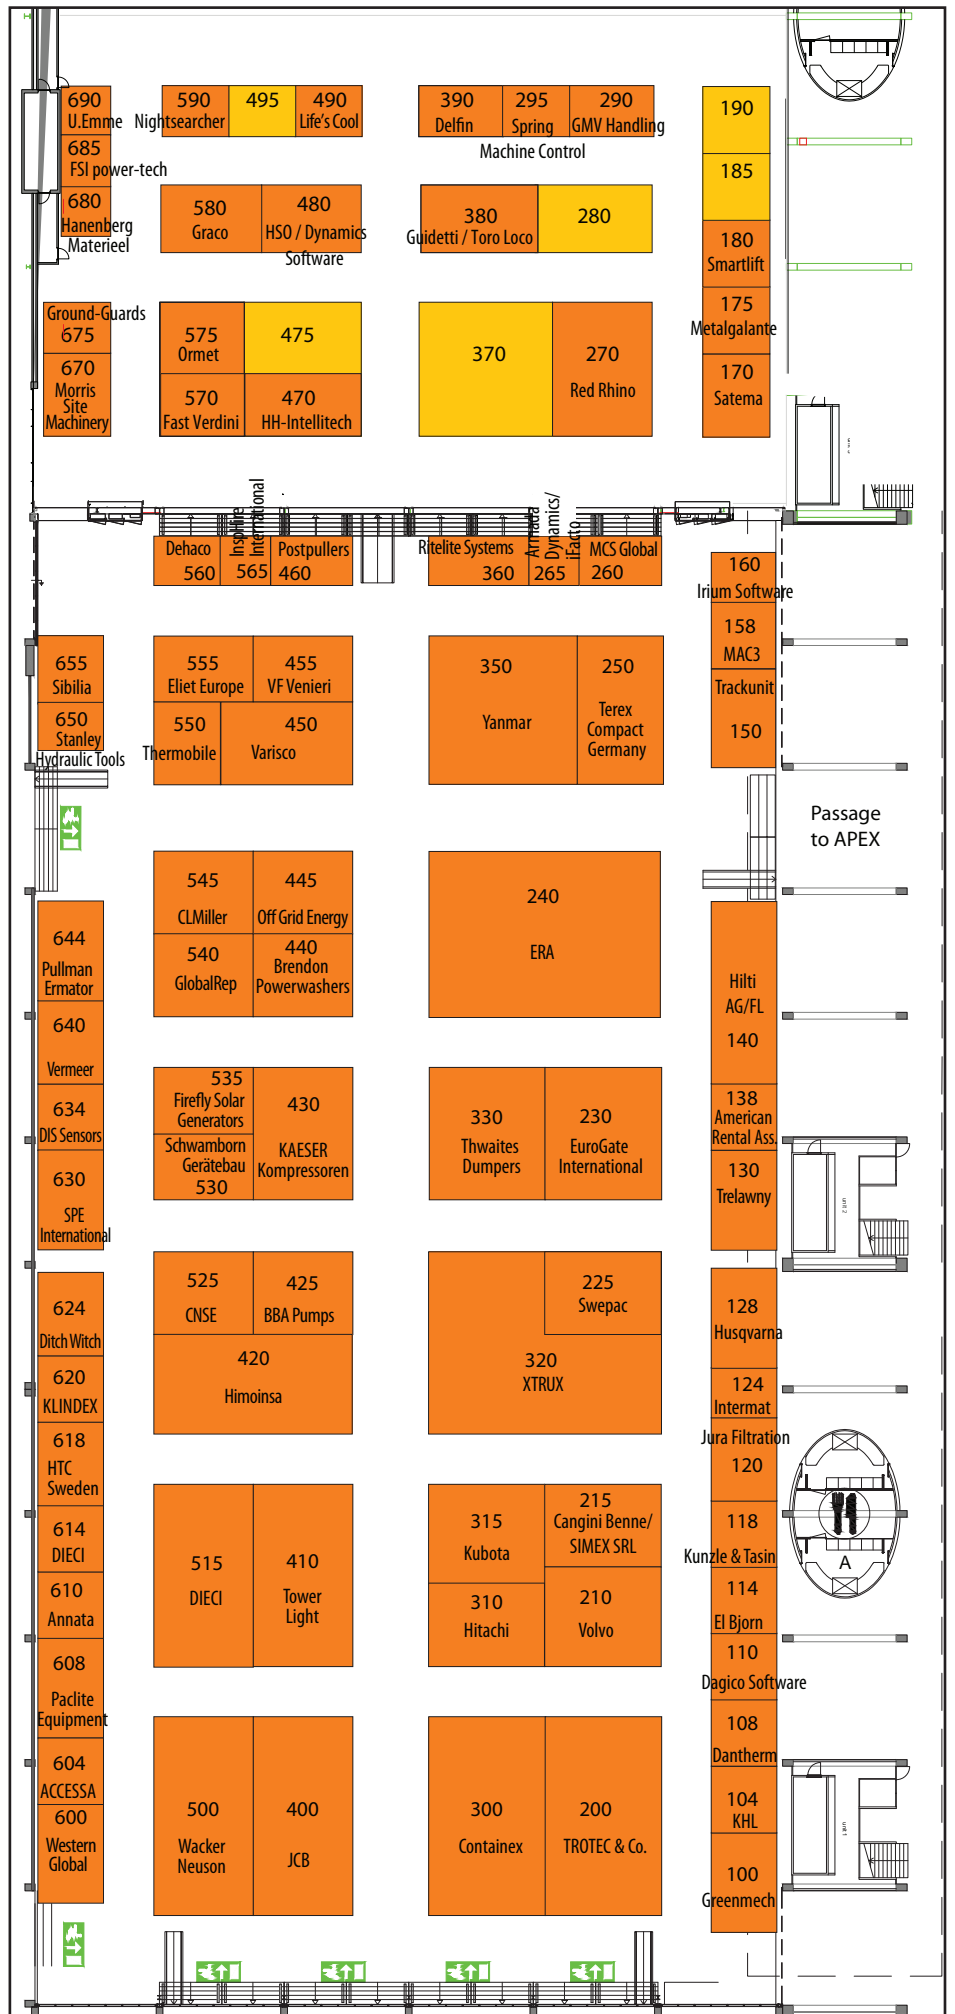 690
U.Emme
685
FSI power-tech
680
Hanenberg
Materieel
590
Nightsearcher
495
490
Life's Cool
390
Delfin
295
Spring
290
GMV Handling
Machine Control
190
185
180
Smartlift
175
Metalgalante
170
Satema
580
Graco
480
HSO / Dynamics
Software
380
Guidetti / Toro Loco
280
Ground-Guards
675
670
Morris
Site
Machinery
575
Ormet
475
570
Fast Verdini
470
HH-Intellitech
370
270
Red Rhino
Dehaco
560
InspHire
International
565
Postpullers
460
Ritelite Systems
360
Armada
Dynamics/
iFacto
265
MCS Global
260
160
Irium Software
158
MAC3
Trackunit
150
655
Sibilia
650
Stanley
Hydraulic Tools
555
Eliet Europe
455
VF Venieri
550
Thermobile
450
Varisco
350
Yanmar
250
Terex
Compact
Germany
Passage
to APEX
545
CLMiller
445
Off Grid Energy
540
GlobalRep
440
Brendon
Powerwashers
240
ERA
644
Pullman
Ermator
640
Vermeer
634
DIS Sensors
630
SPE
International
Hilti
AG/FL
140
138
American
Rental Ass.
130
Trelawny
535
Firefly Solar
Generators
Schwamborn
Gerätebau
530
430
KAESER
Kompressoren
330
Thwaites
Dumpers
230
EuroGate
International
unit 2
525
CNSE
425
BBA Pumps
420
Himoinsa
225
Swepac
320
XTRUX
624
Ditch Witch
620
KLINDEX
618
HTC
Sweden
614
DIECI
610
Annata
608
Paclite
Equipment
604
ACCESSA
600
Western
Global
128
Husqvarna
124
Intermat
Jura Filtration
120
118
Kunzle & Tasin
114
El Bjorn
110
Dagico Software
108
Dantherm
104
KHL
100
Greenmech
A
515
DIECI
410
Tower
Light
315
Kubota
215
Cangini Benne/
SIMEX SRL
310
Hitachi
210
Volvo
500
Wacker
Neuson
400
JCB
300
Containex
200
TROTEC & Co.
unit 1